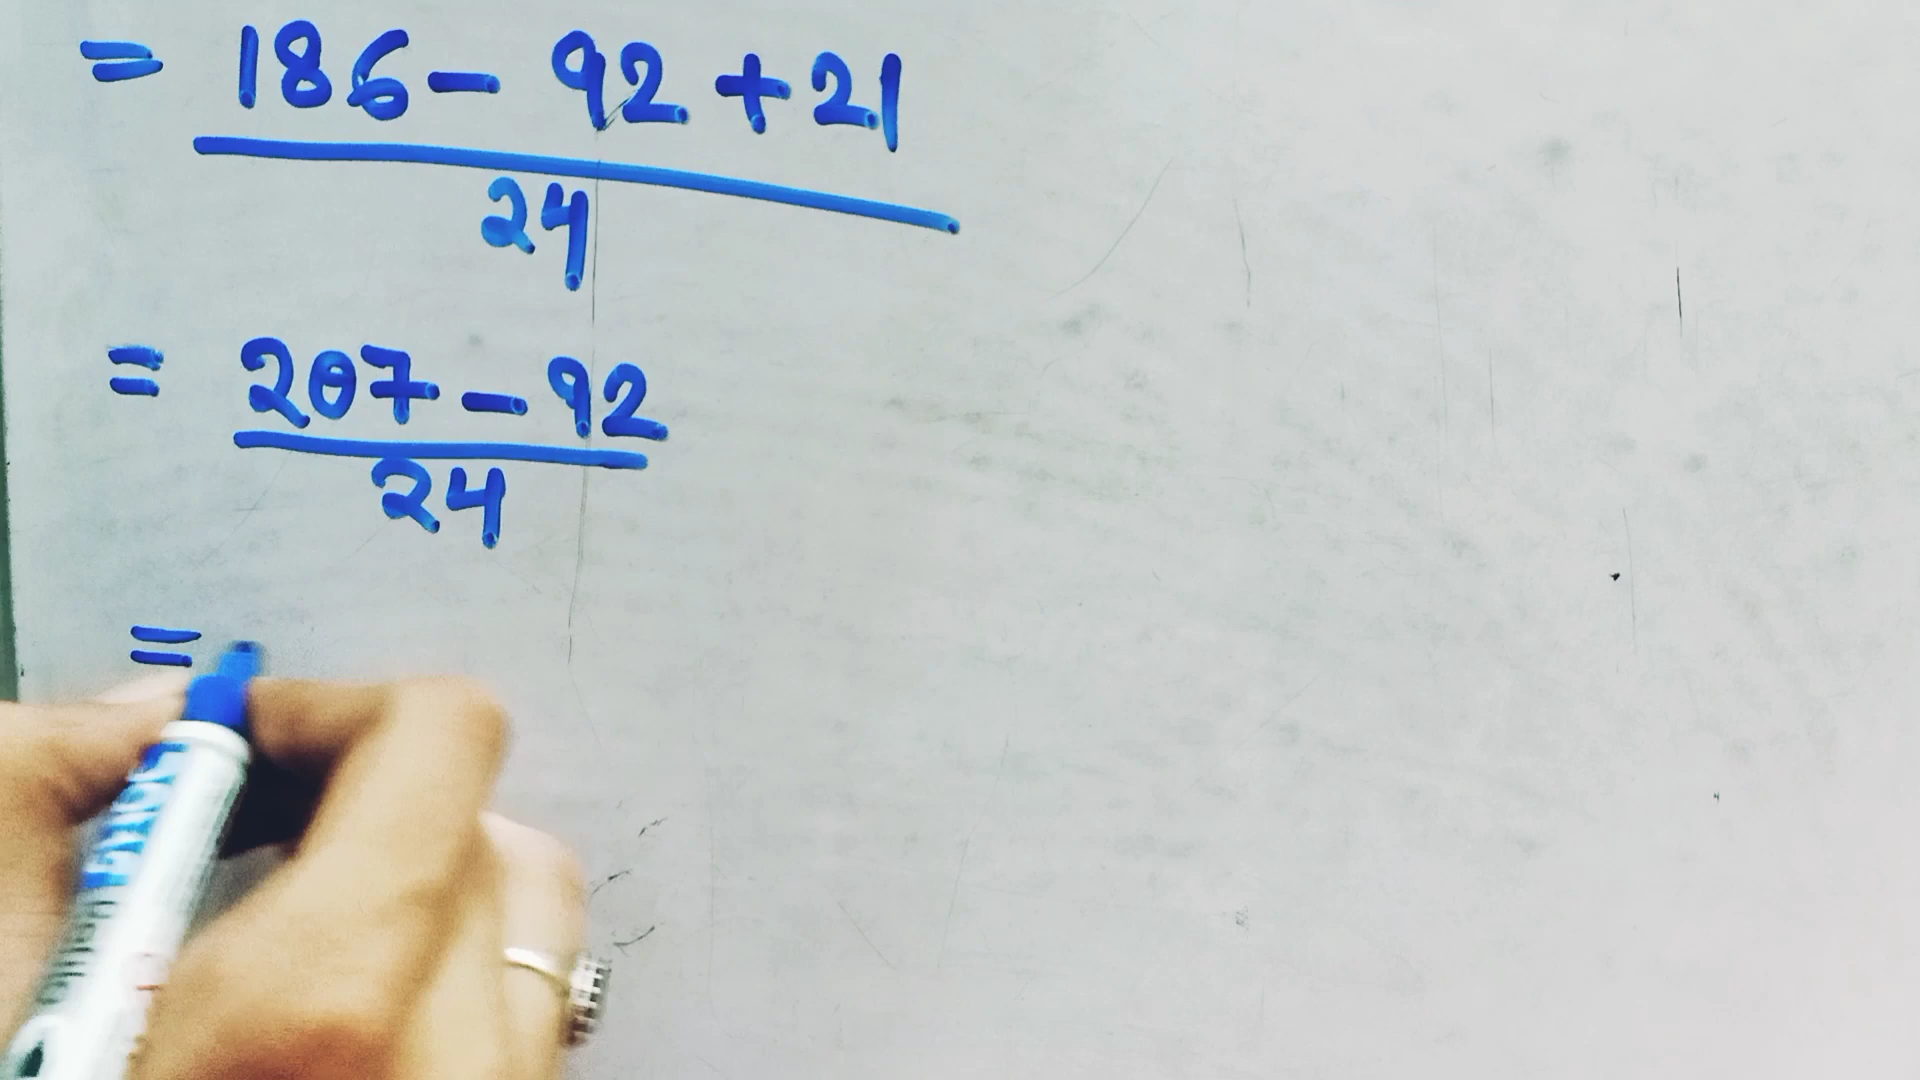 = 186 - 92 + 21
24
= 207 - 92
24
=